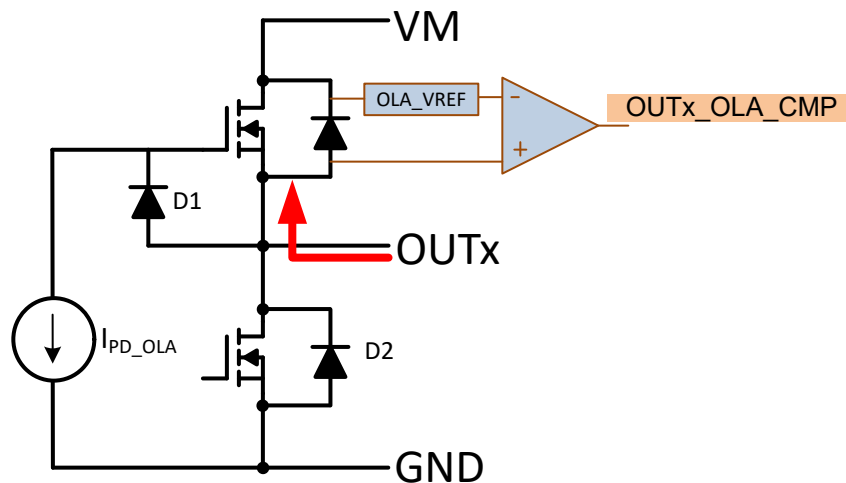 VM
OLA_VREF
-
OUTx_OLA_CMP
+
D1
OUTx
IPD_OLA
D2
GND